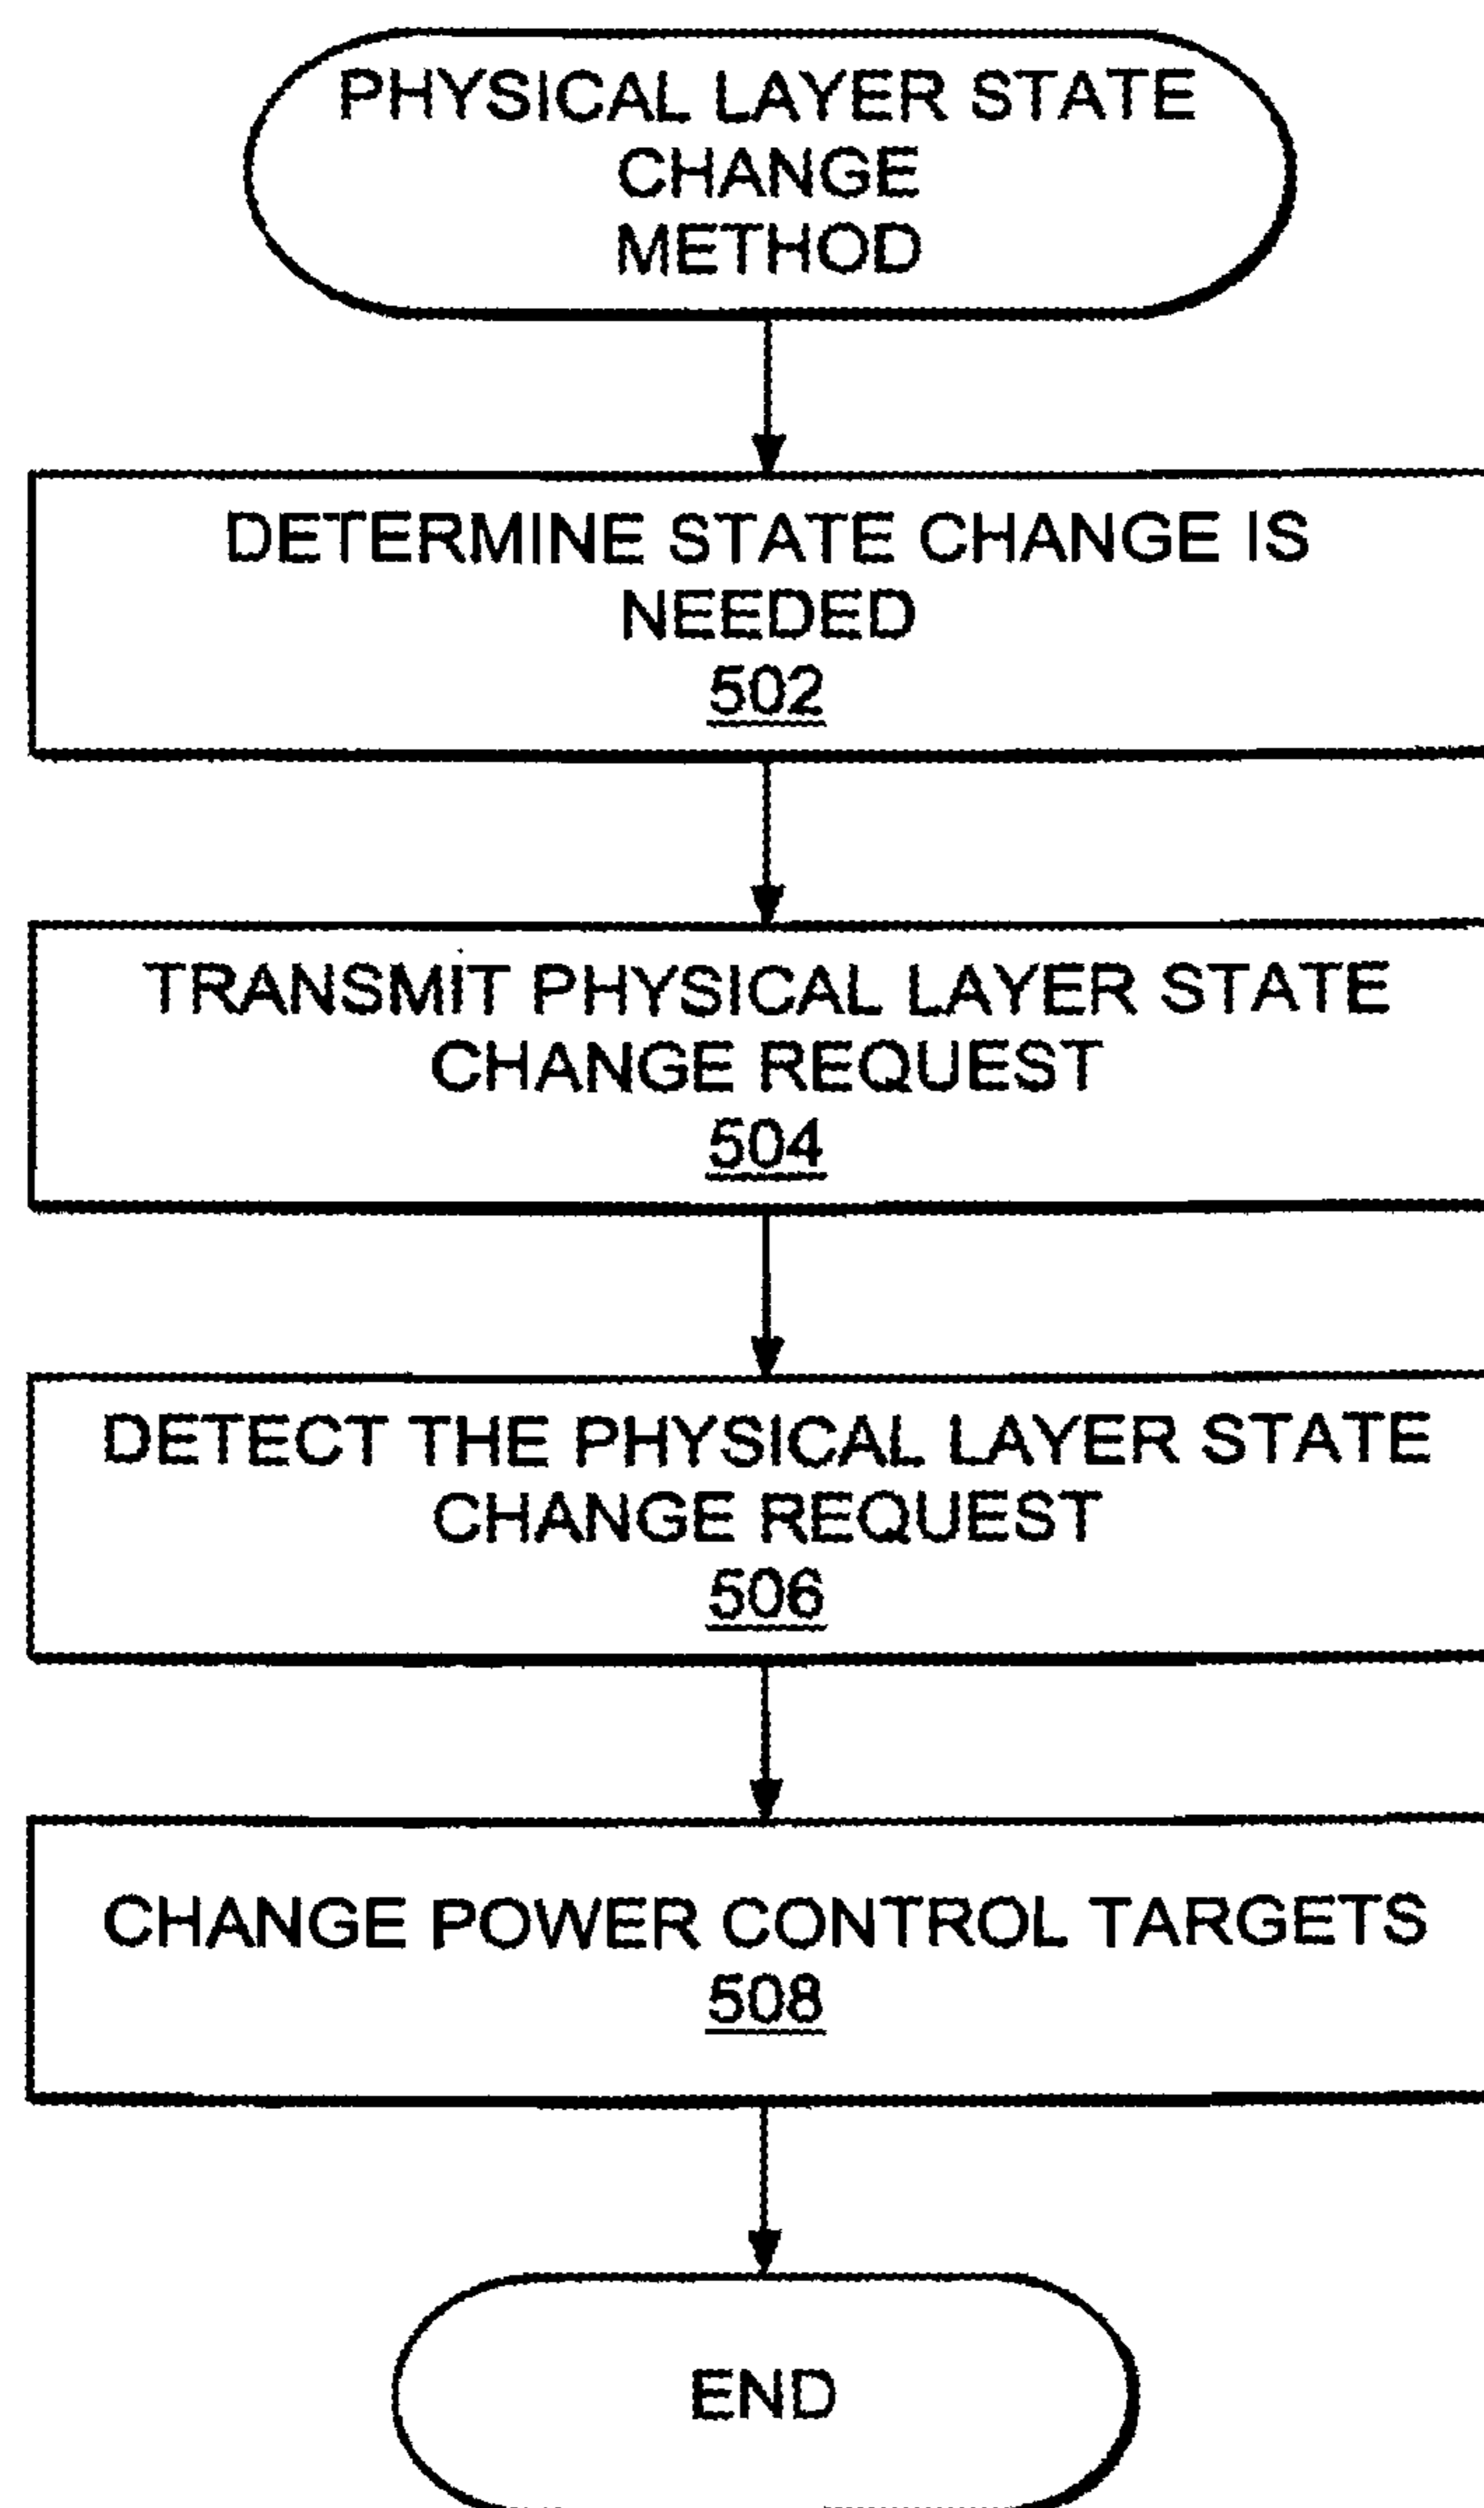 PHYSICAL LAYER STATE
CHANGE
METHOD
DETERMINE STATE CHANGE IS
NEEDED
502
TRANSMIT PHYSICAL LAYER STATE
CHANGE REQUEST
504
DETECT THE PHYSICAL LAYER STATE
CHANGE REQUEST
506
CHANGE POWER CONTROL TARGETS
508
END